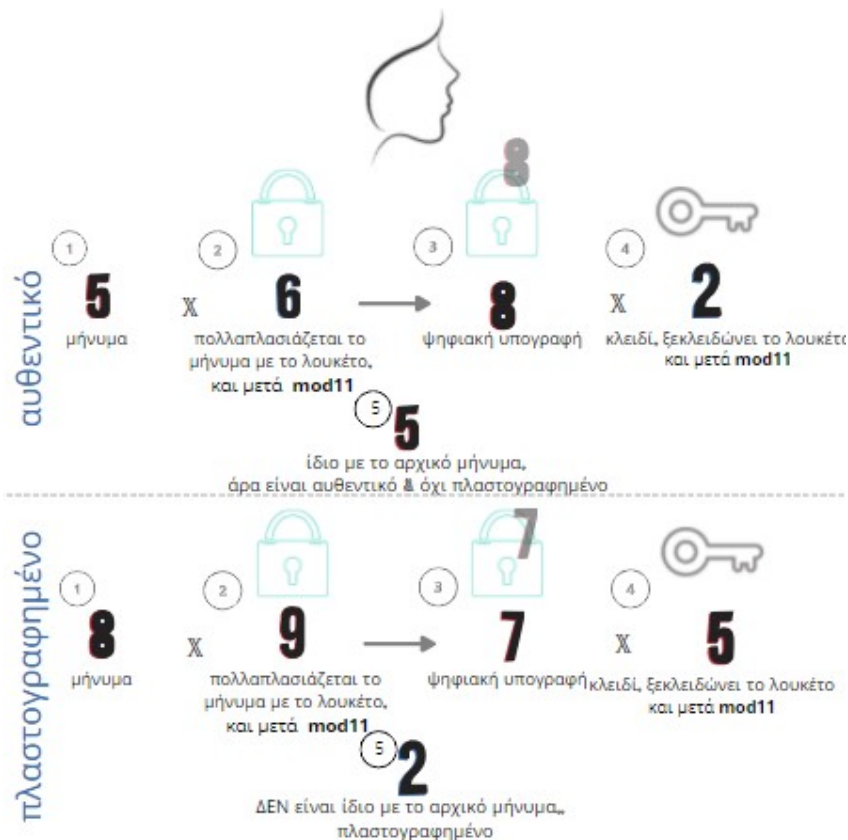 αυθεντικό
8
1 2 3 4
5 x 6 8 x 2
μήνυμα πολλαπλασιάζεται το ψηφιακή υπογραφή κλειδί, ξεκλειδώνει το λουκέτο
μήνυμα με το λουκέτο, και μετά mod11
και μετά mod11
5 5
ίδιο με το αρχικό μήνυμα,
άρα είναι αυθεντικό & όχι πλαστογραφημένο
πλαστογραφημένο
7
1 2 3 4
8 x 9 7 x 5
μήνυμα πολλαπλασιάζεται το ψηφιακή υπογραφή κλειδί, ξεκλειδώνει το λουκέτο
μήνυμα με το λουκέτο, και μετά mod11
και μετά mod11
5 2
ΔΕΝ είναι ίδιο με το αρχικό μήνυμα,,
πλαστογραφημένο